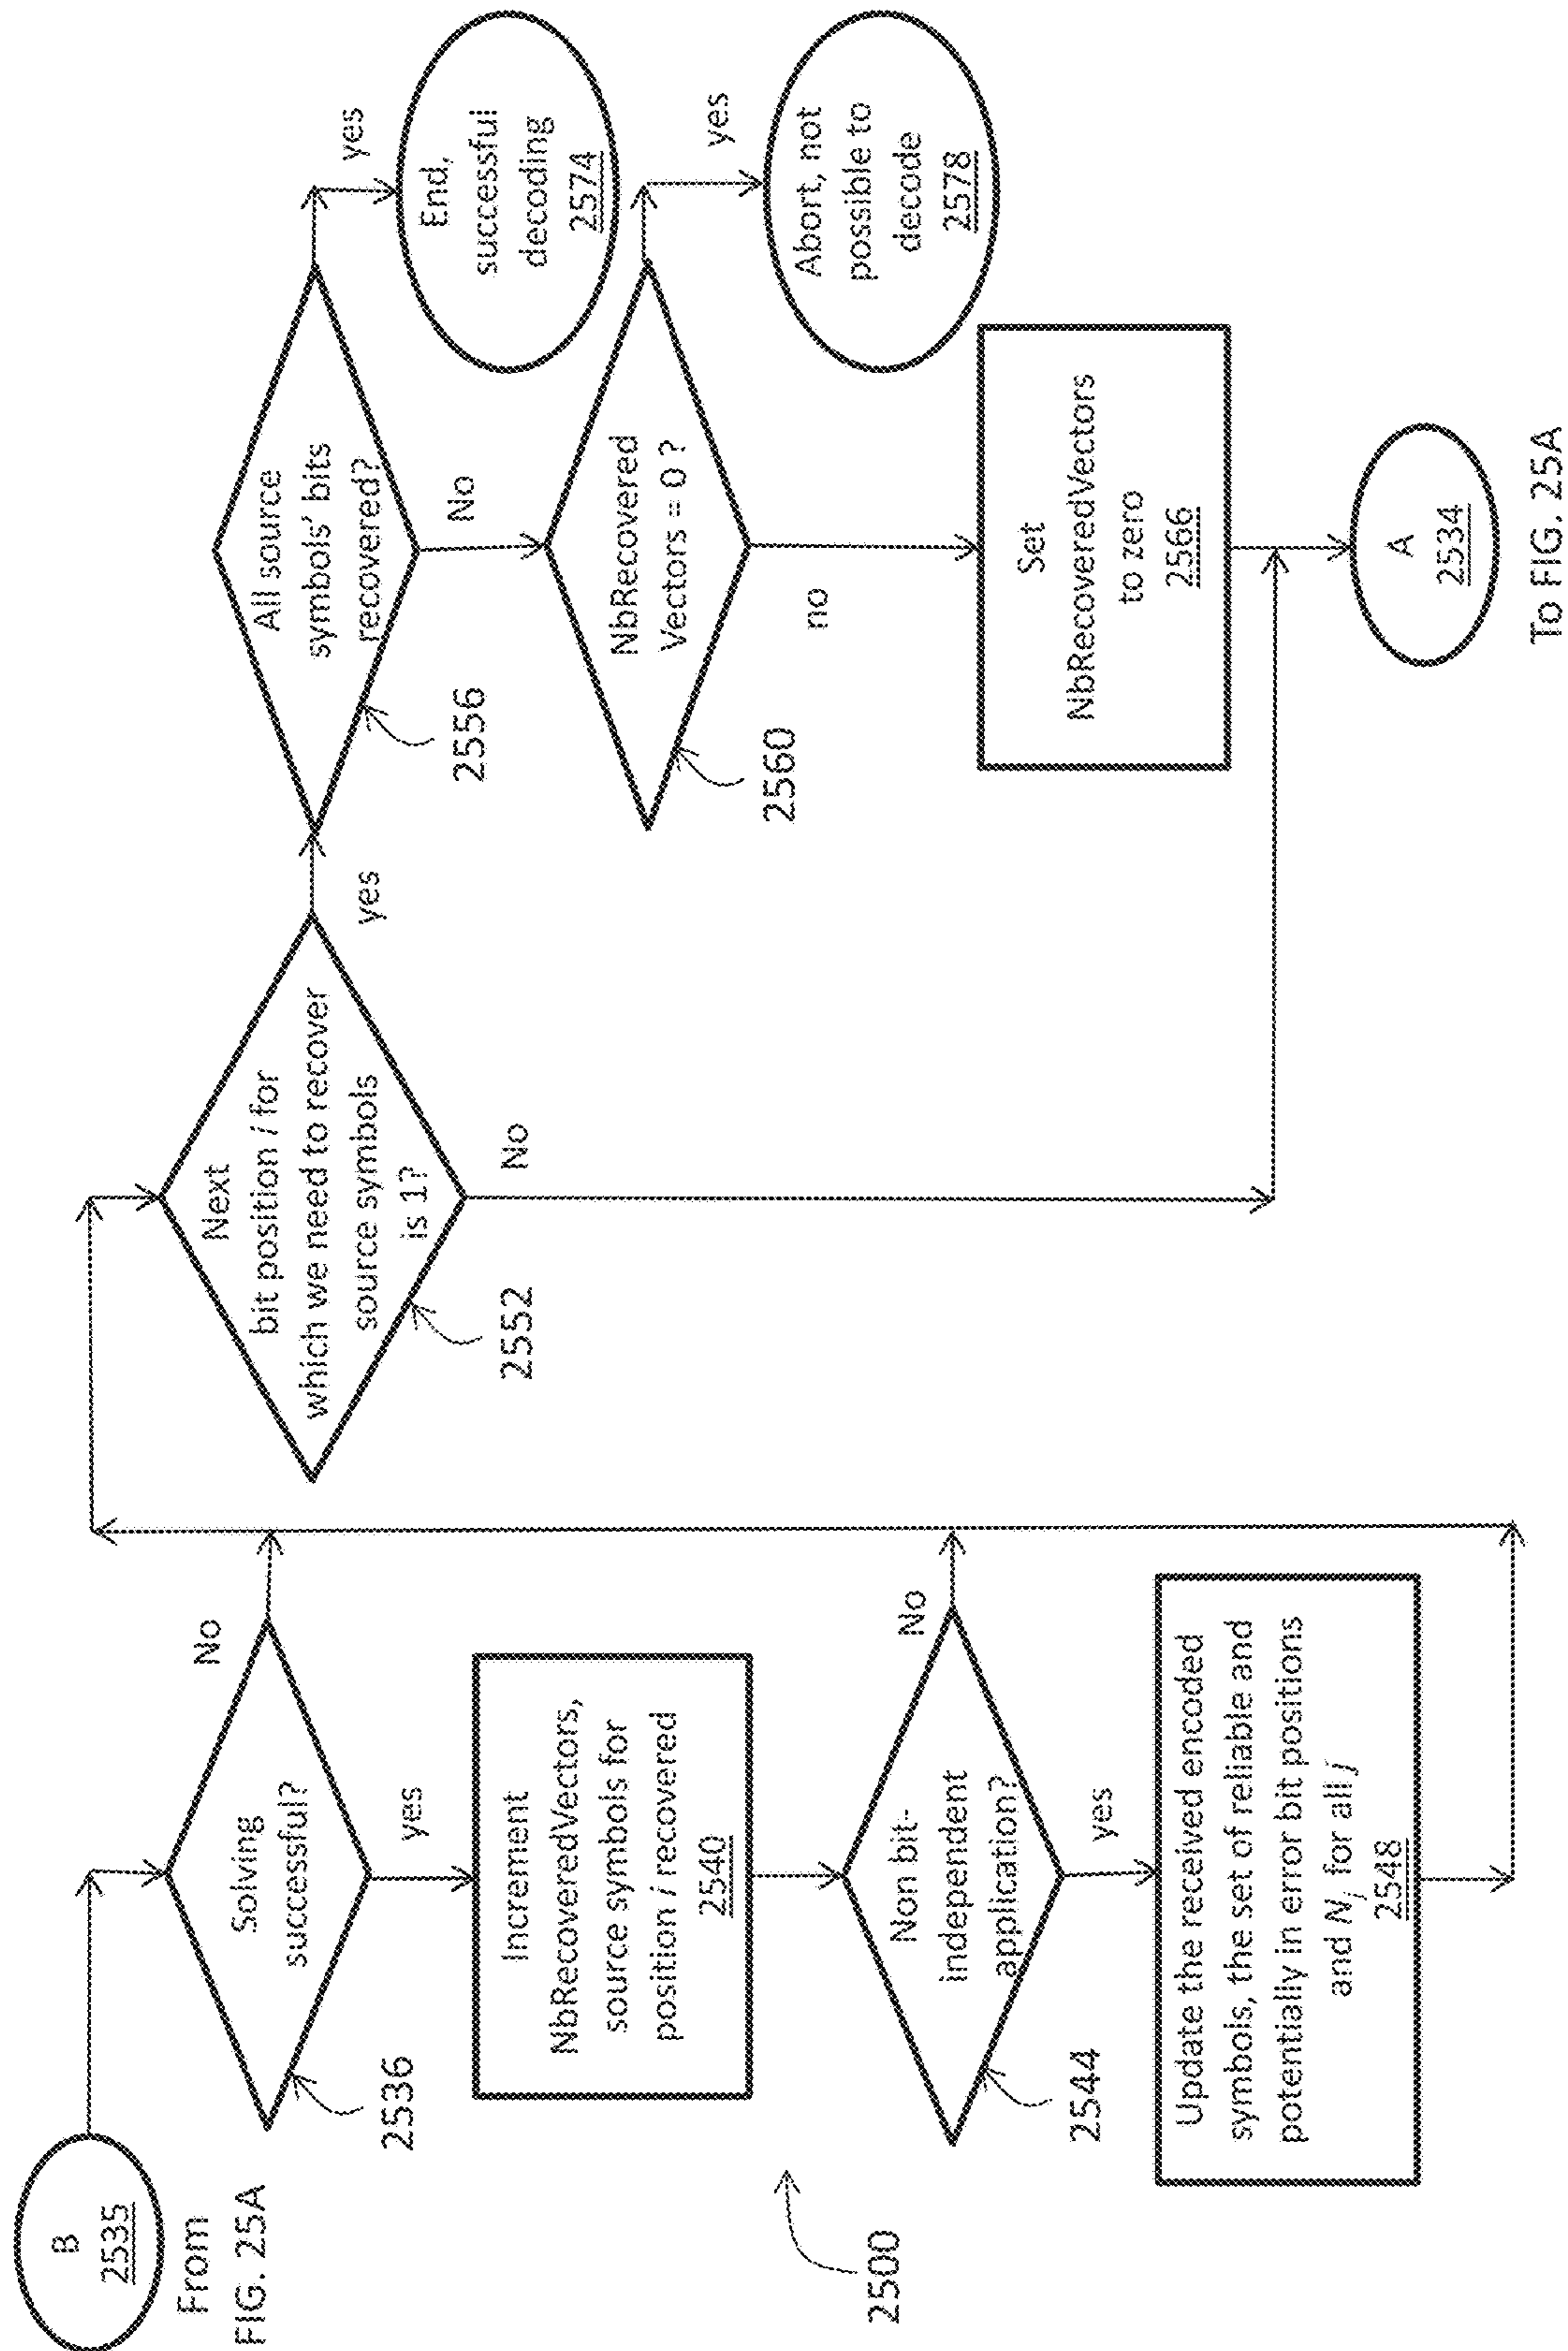 B
2535
From
FIG. 25A
Solving
successful?
2536
No
yes
Increment
NbRecoveredVectors,
source symbols for
position i recovered
2540
Non bit-
independent
application?
2544
No
yes
Update the received encoded
symbols, the set of reliable and
potentially in error bit positions
and Nj for all j
2548
2500
Next
bit position i for
which we need to recover
source symbols
is 1?
2552
yes
No
All source
symbols' bits
recovered?
2556
yes
No
End,
successful
decoding
2574
NbRecovered
Vectors = 0 ?
2560
yes
no
Abort, not
possible to
decode
2578
Set
NbRecoveredVectors
to zero
2566
A
2534
To FIG. 25A